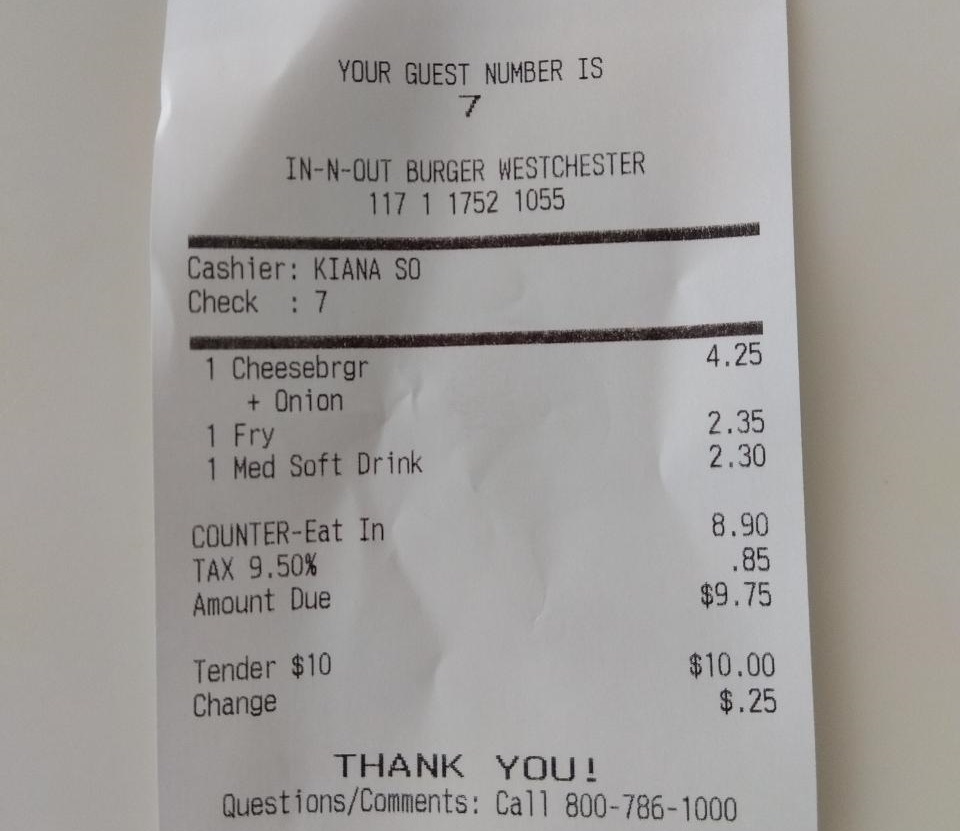 YOUR GUEST NUMBER IS
7
IN-N-OUT BURGER WESTCHESTER
117 1 1752 1055
Cashier: KIANA SO
Check : 7
1 Cheesebrgr 4.25
+ Onion
1 Fry 2.35
1 Med Soft Drink 2.30
COUNTER-Eat In 8.90
TAX 9.50% .85
Amount Due $9.75
Tender $10 $10.00
Change $.25
THANK YOU!
Questions/Comments: Call 800-786-1000